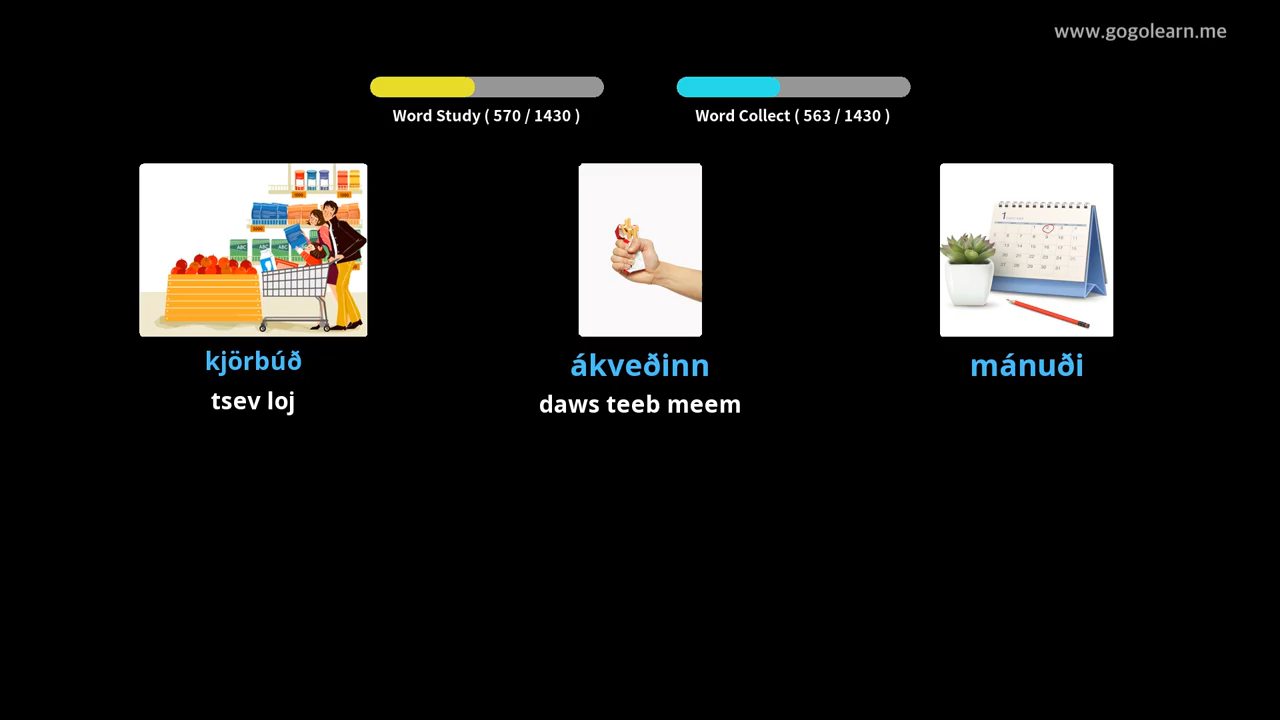 www.gogolearn.me
Word Study ( 570 / 1430 )
Word Collect ( 563 / 1430 )
kjörbúð
tsev loj
ákveðinn
daws teeb meem
mánuði